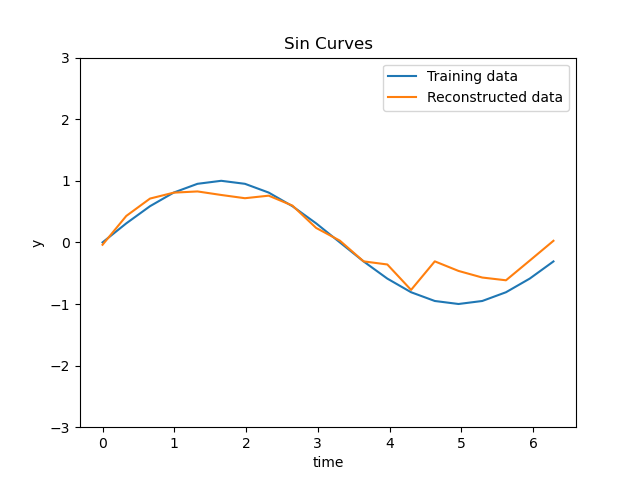 Sin Curves
Training data
Reconstructed data
3
2
1
0
−1
−2
−3
y
0 1 2 3 4 5 6
time